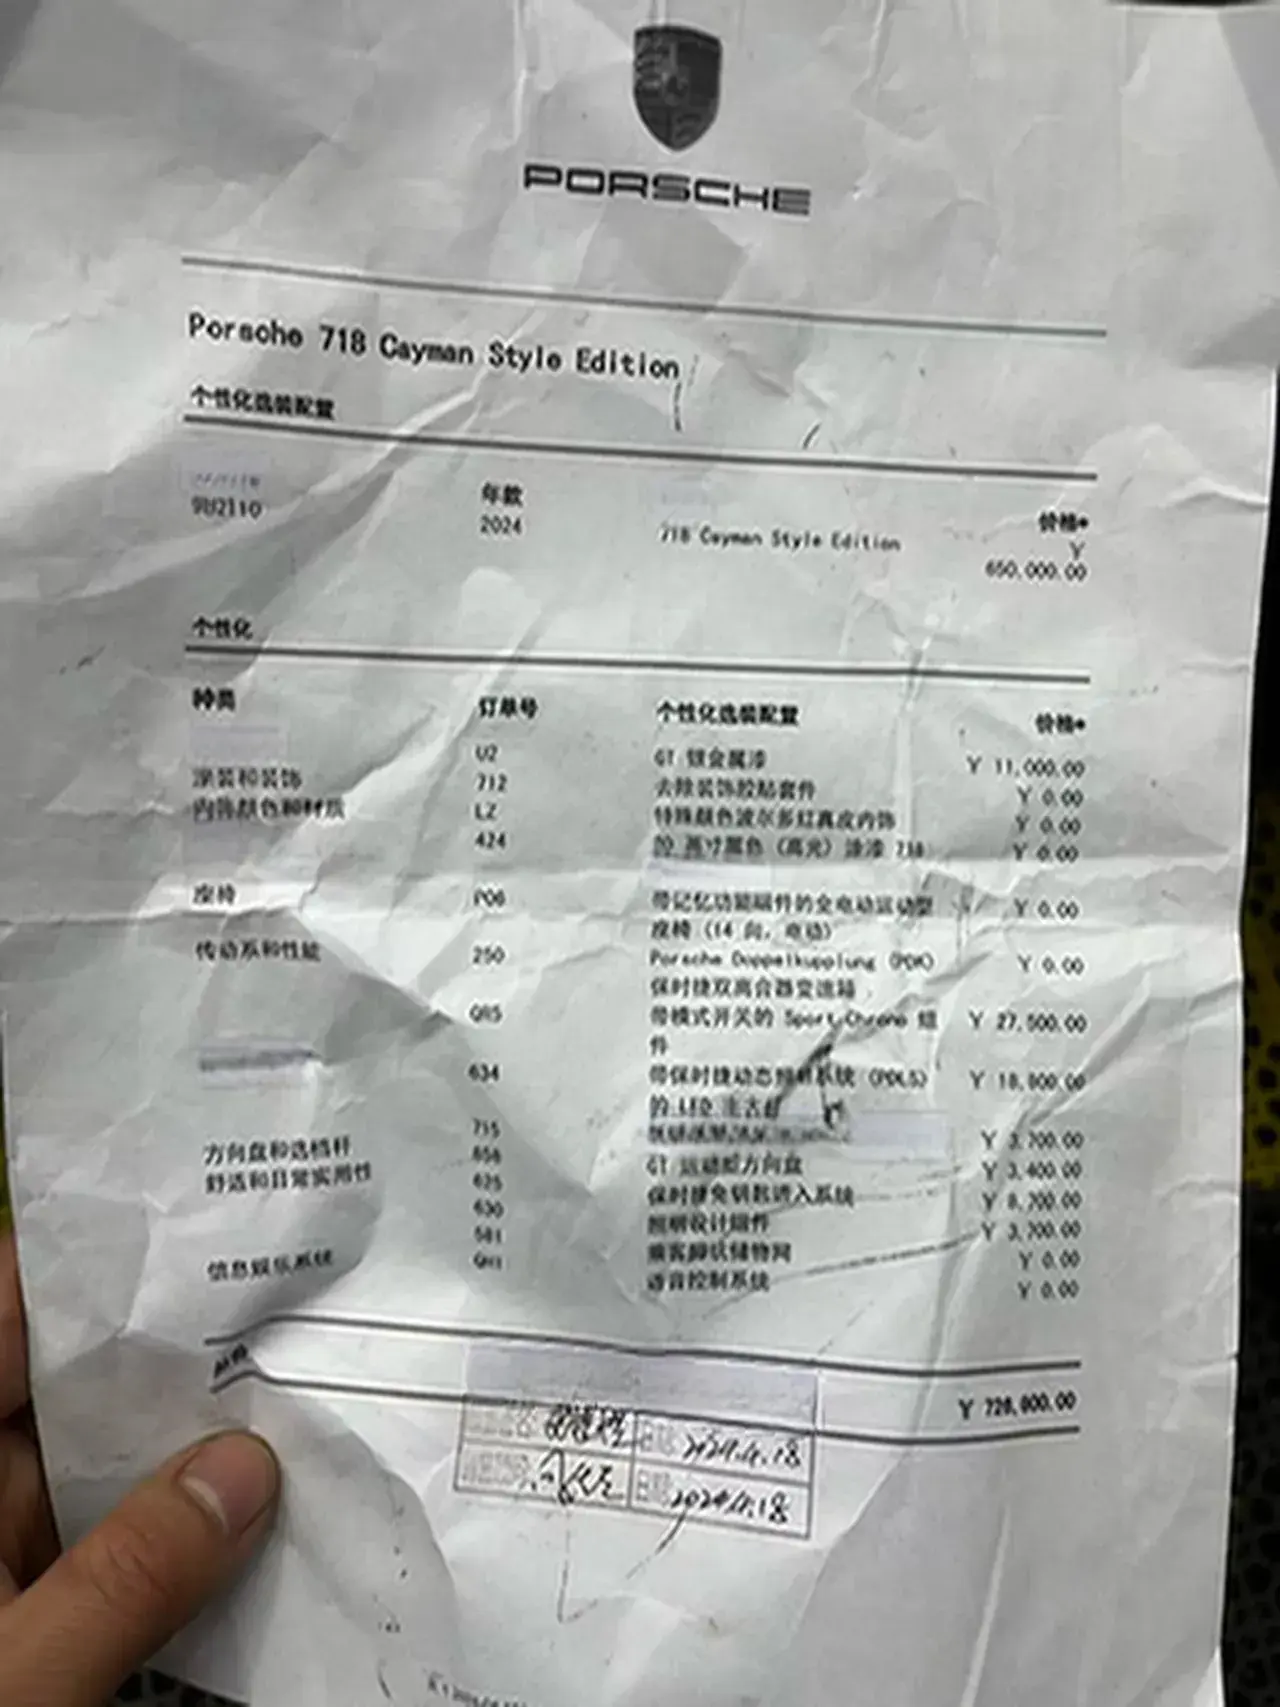 PORSCHE
Porsche 718 Cayman Style Edition
个性化选装配置
年款 价格*
982110 2024 718 Cayman Style Edition ¥
650,000.00
个性化
种类 订单号 个性化选装配置 价格*
U2 GT 银金属漆 ¥ 11,000.00
涂装和装饰 712 去除装饰胶贴套件 ¥ 0.00
内饰颜色和材质 LZ 特殊颜色波尔多红真皮内饰 ¥ 0.00
424 20 英寸黑色（高光）涂漆 718 ¥ 0.00
座椅 P06 带记忆功能组件的全电动运动型 ¥ 0.00
座椅（14 向，电动）
传动系和性能 250 Porsche Doppelkupplung (PDK) ¥ 0.00
保时捷双离合器变速箱
QR5 带模式开关的 Sport Chrono 组 ¥ 27,500.00
件
634 带保时捷动态照明系统（PDLS） ¥
的 LED 主大灯
715 ¥ 3,700.00
方向盘和选档杆 858 GT 运动型方向盘 ¥ 3,400.00
舒适和日常实用性 625 保时捷免钥匙进入系统 ¥ 8,700.00
630 照明设计组件 ¥ 3,700.00
581 乘客脚坑储物网 ¥ 0.00
信息娱乐系统 QH1 语音控制系统 ¥ 0.00
¥
2024.11.18
2024.11.18